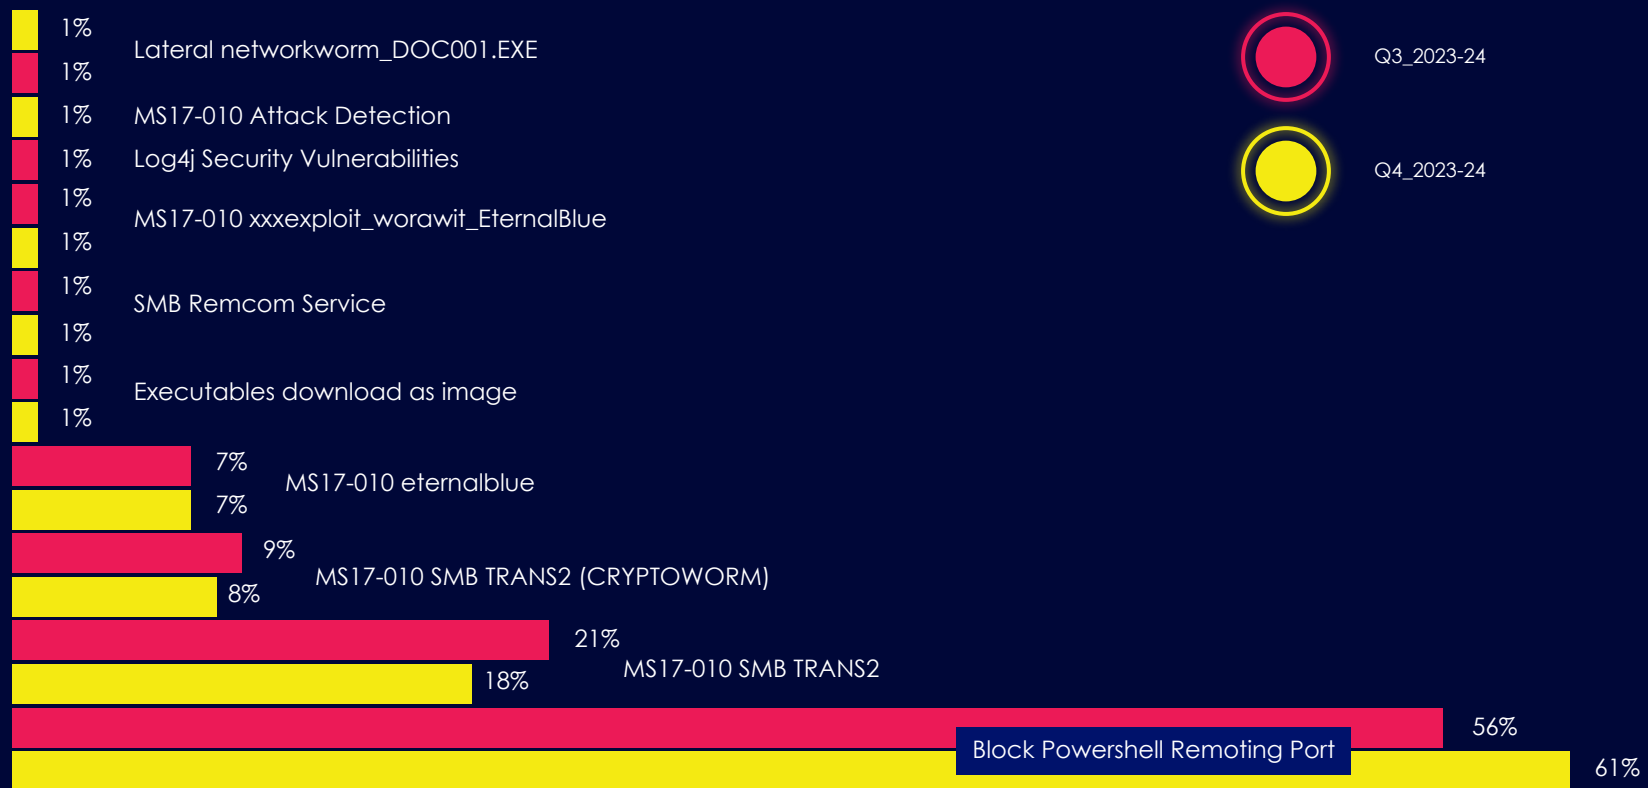 1%
Lateral networkworm_DOC001.EXE
1%
1%
MS17-010 Attack Detection
1%
Log4j Security Vulnerabilities
1%
MS17-010 xxxexploit_worawit_EternalBlue
1%
1%
SMB Remcom Service
1%
1%
Executables download as image
1%
7%
MS17-010 eternalblue
7%
9%
MS17-010 SMB TRANS2 (CRYPTOWORM)
8%
21%
MS17-010 SMB TRANS2
18%
56%
Block Powershell Remoting Port
61%
Q3_2023-24
Q4_2023-24